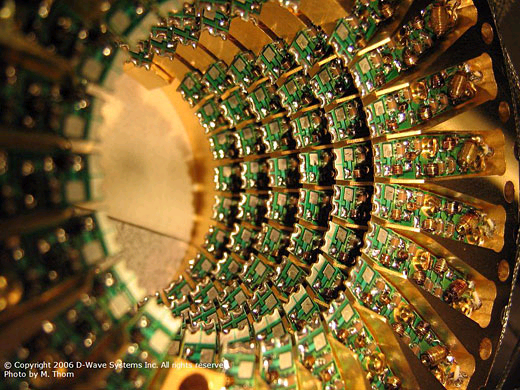 © Copyright 2006 D-Wave Systems Inc. All rights reserved.
Photo by M. Thom